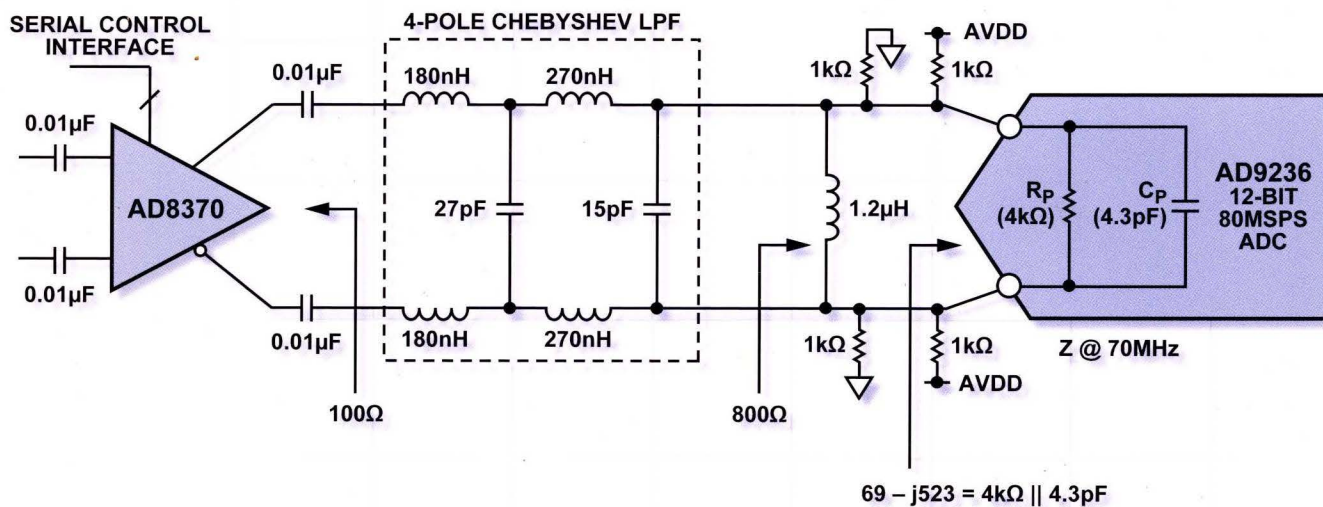 SERIAL CONTROL
INTERFACE
4-POLE CHEBYSHEV LPF
AVDD
0.01µF
180nH
270nH
1kΩ
1kΩ
0.01µF
AD8370
27pF
15pF
1.2µH
RP
(4kΩ)
CP
(4.3pF)
AD9236
12-BIT
80MSPS
ADC
0.01µF
0.01µF
180nH
270nH
1kΩ
1kΩ
Z @ 70MHz
AVDD
100Ω
800Ω
69 – j523 = 4kΩ || 4.3pF